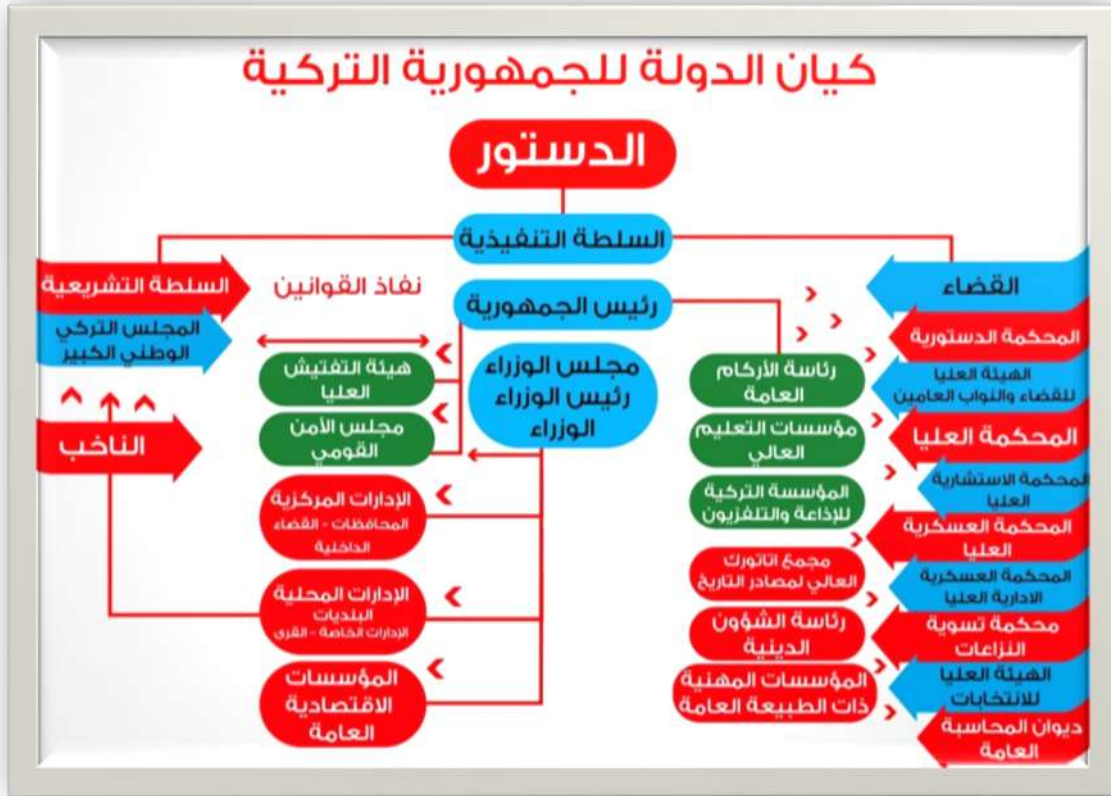 كيان الدولة للجمهورية التركية
الدستور
السلطة التنفيذية
القضاء
المحكمة الدستورية
الهيئة العليا
للقضاء والنواب العامين
المحكمة العليا
المحكمة الاستشارية
العليا
المحكمة العسكرية
العليا
المحكمة العسكرية
الادارية العليا
محكمة تسوية
النزاعات
الهيئة العليا
للانتخابات
ديوان المحاسبة
العامة
رئيس الجمهورية
مجلس الوزراء
رئيس الوزراء
الوزراء
رئاسة الأركام
العامة
مؤسسات التعليم
العالي
المؤسسة التركية
للإذاعة والتلفزيون
مجمع اتاتورك
العالي لمصادر التاريخ
رئاسة الشؤون
الدينية
المؤسسات المهنية
ذات الطبيعة العامة
نفاذ القوانين
هيئة التفتيش
العليا
مجلس الأمن
القومي
الإدارات المركزية
المحافظات - القضاء
الداخلية
الإدارات المحلية
البلديات
الإدارات الخاصة - القرى
المؤسسات
الاقتصادية
العامة
السلطة التشريعية
المجلس التركي
الوطني الكبير
الناخب